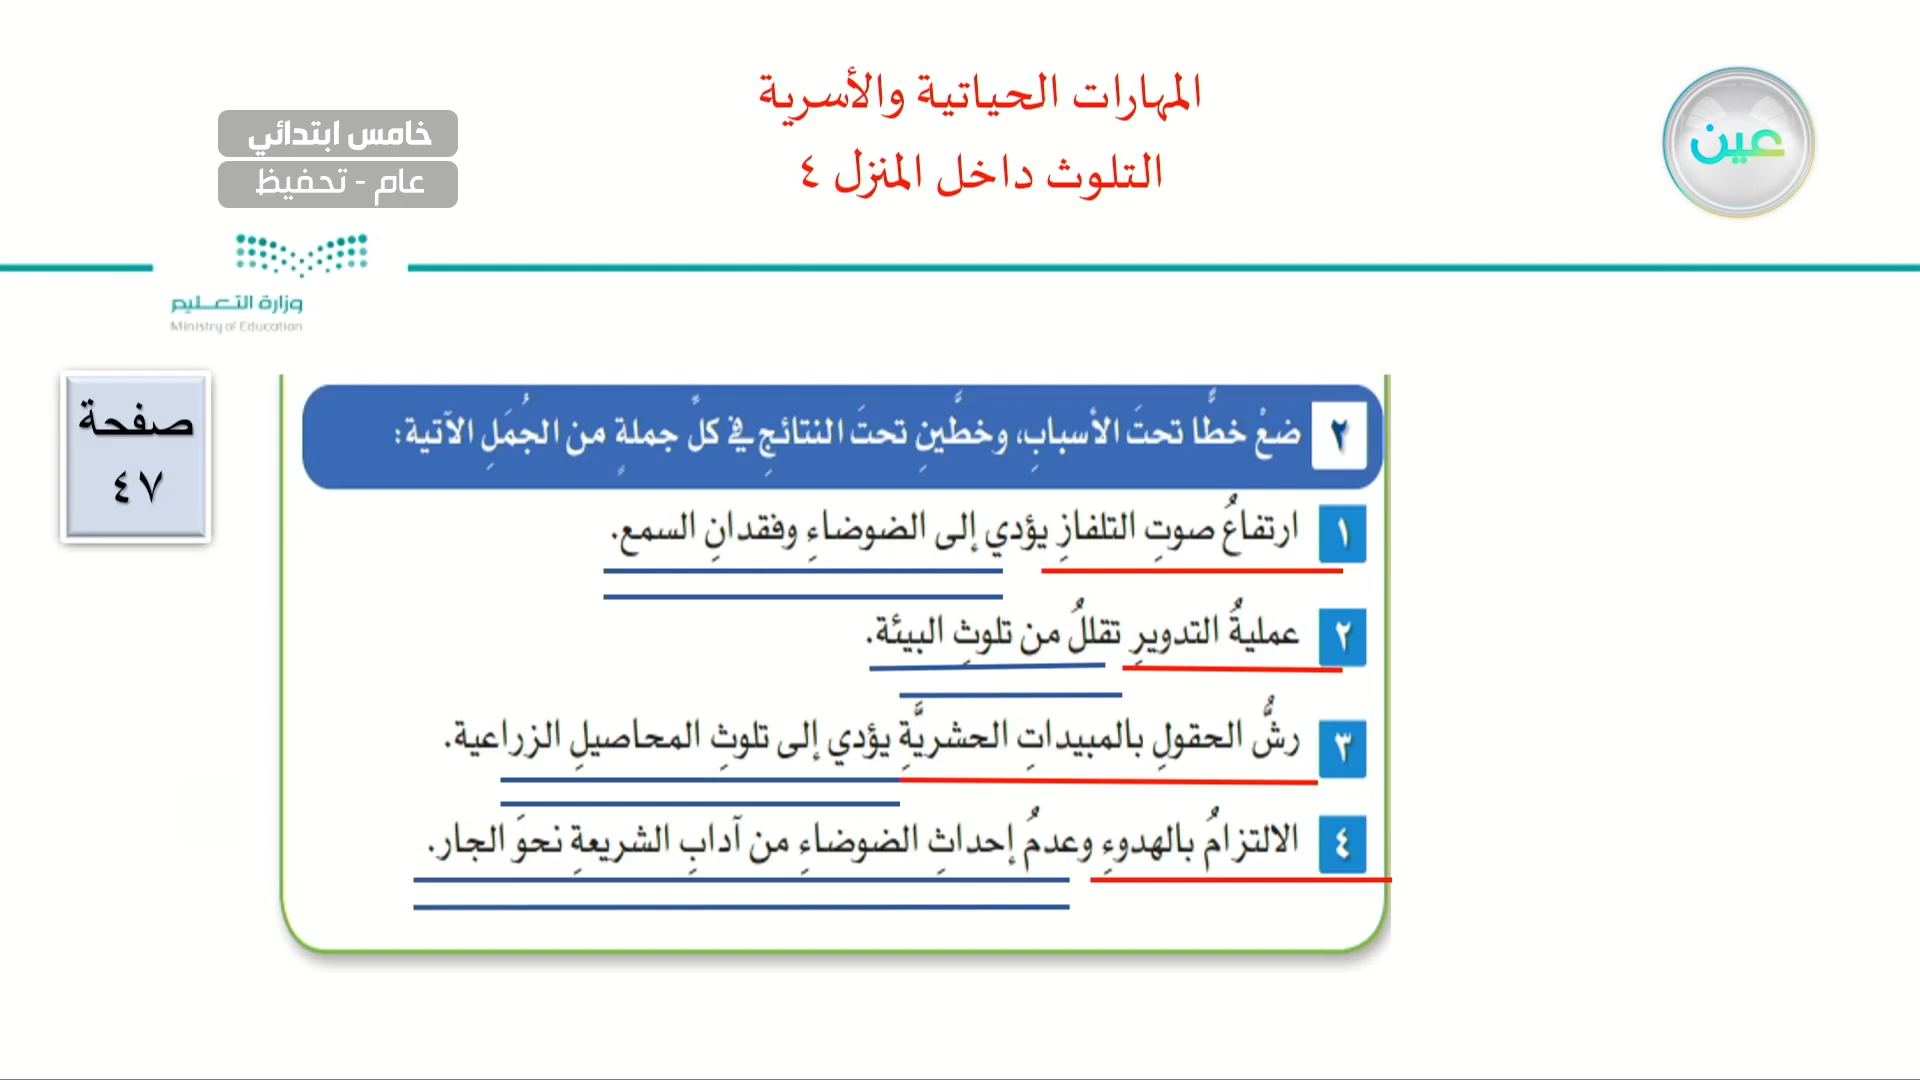 المهارات الحياتية والأسرية
التلوث داخل المنزل ٤
عين
خامس ابتدائي
عام - تحفيظ
وزارة التعليم
Ministry of Education
صفحة
٤٧
٢ ضعْ خطًّا تحتَ الأسبابِ، وخطَّينِ تحتَ النتائجِ في كلِّ جملةٍ من الجُمَلِ الآتية:
١ ارتفاعُ صوتِ التلفازِ يؤدي إلى الضوضاءِ وفقدانِ السمع.
٢ عمليةُ التدويرِ تقللُ من تلوثِ البيئة.
٣ رشُّ الحقولِ بالمبيداتِ الحشريَّةِ يؤدي إلى تلوثِ المحاصيلِ الزراعية.
٤ الالتزامُ بالهدوءِ وعدمُ إحداثِ الضوضاءِ من آدابِ الشريعةِ نحوَ الجار.